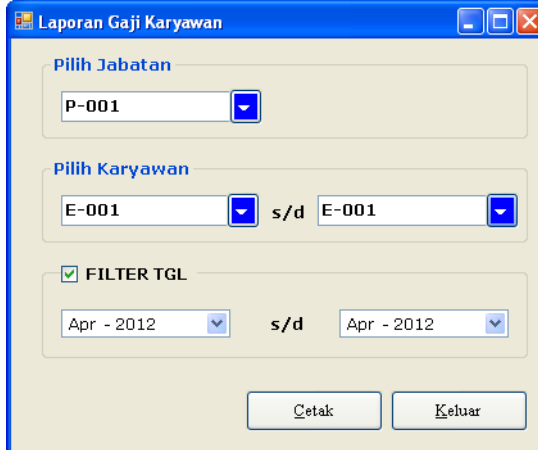 Laporan Gaji Karyawan
Pilih Jabatan
P-001
Pilih Karyawan
E-001 s/d E-001
FILTER TGL
Apr - 2012 s/d Apr - 2012
Cetak Keluar